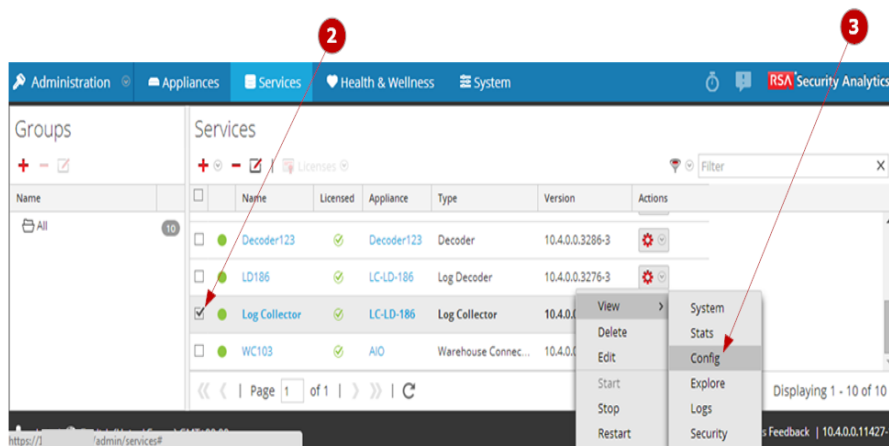 2
3
Administration
Appliances
Services
Health & Wellness
System
RSA Security Analytics
Groups
Services
Licenses
Filter
X
Name
Name Licensed Appliance Type Version Actions
All 10
Decoder123 Decoder123 Decoder 10.4.0.0.3286-3
LD186 LC-LD-186 Log Decoder 10.4.0.0.3276-3
Log Collector LC-LD-186 Log Collector 10.4.0
WC103 AIO Warehouse Connec... 10.4.0.
View
Delete
Edit
Start
Stop
Restart
System
Stats
Config
Explore
Logs
Security
Page 1 of 1
Displaying 1 - 10 of 10
https://1 /admin/services#
s Feedback | 10.4.0.0.11427-